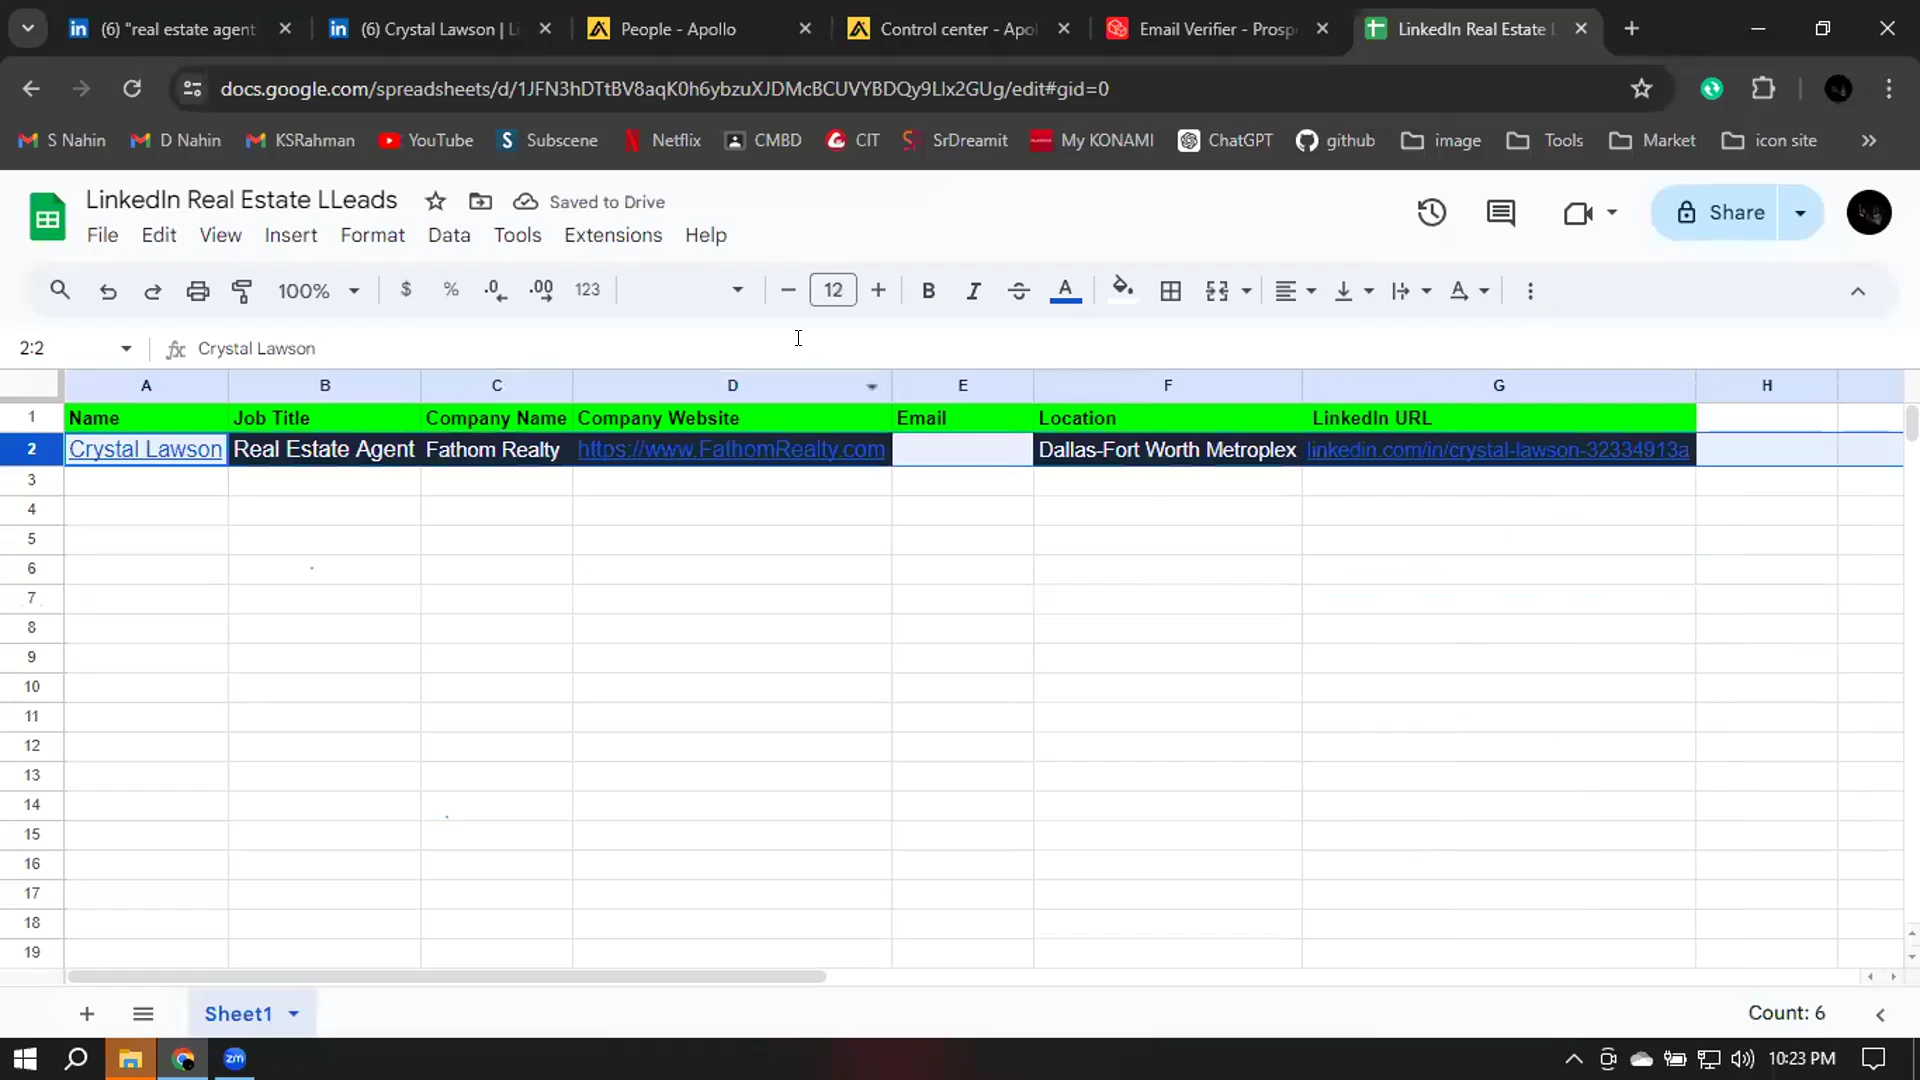 (6) "real estate agent
(6) Crystal Lawson | Li
People - Apollo
Control center - Apol
Email Verifier - Prosp
LinkedIn Real Estate L
docs.google.com/spreadsheets/d/1JFN3hDTtBV8aqK0h6ybzuXJDMcBCUVYBDQy9Llx2GUg/edit#gid=0
S Nahin
D Nahin
KSRahman
YouTube
Subscene
Netflix
CMBD
CIT
SrDreamit
My KONAMI
ChatGPT
github
image
Tools
Market
icon site
LinkedIn Real Estate LLeads
Saved to Drive
Share
File Edit View Insert Format Data Tools Extensions Help
100% $ % .0 .00 123 12 B I A
2:2 fx Crystal Lawson
A B C D E F G H
1 Name Job Title Company Name Company Website Email Location LinkedIn URL
2 Crystal Lawson Real Estate Agent Fathom Realty https://www.FathomRealty.com Dallas-Fort Worth Metroplex linkedin.com/in/crystal-lawson-32334913a
3
4
5
6
7
8
9
10
11
12
13
14
15
16
17
18
19
Sheet1
Count: 6
zm
10:23 PM